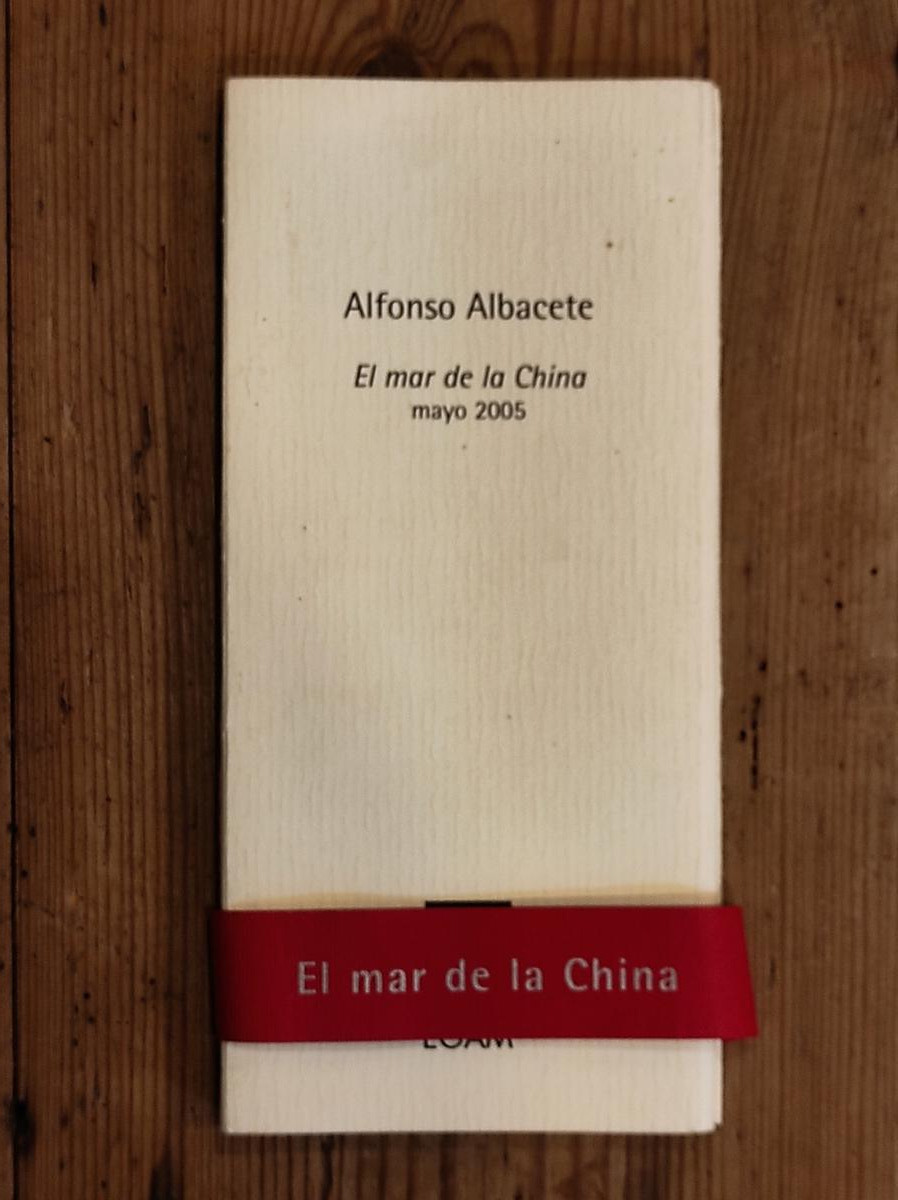 Alfonso Albacete
El mar de la China
mayo 2005
El mar de la China